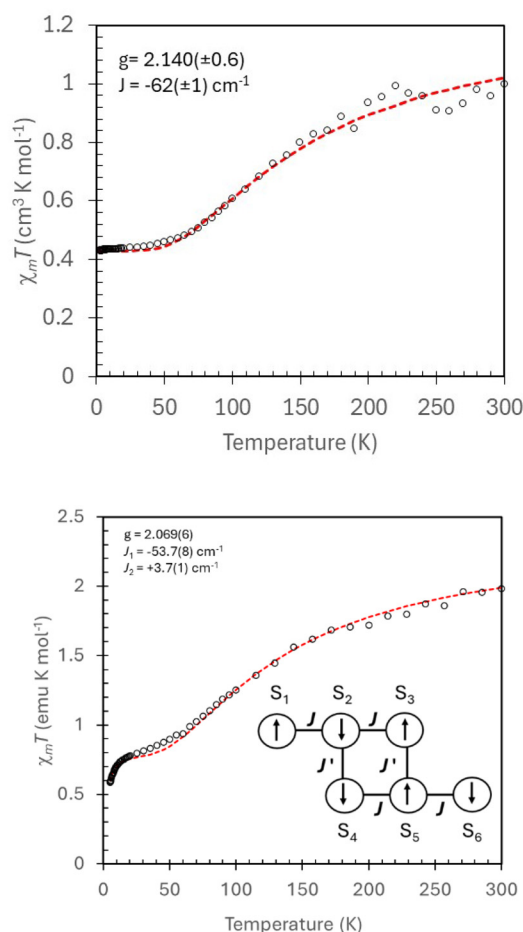 1.2
1
0.8
0.6
0.4
0.2
0
g= 2.140(±0.6)
J = -62(±1) cm⁻¹
χₘT (cm³ K mol⁻¹)
0 50 100 150 200 250 300
Temperature (K)
2.5
2
1.5
1
0.5
0
g = 2.069(6)
J₁ = -53.7(8) cm⁻¹
J₂ = +3.7(1) cm⁻¹
χₘT (emu K mol⁻¹)
S₁ S₂ S₃
J J
J' J'
J J
S₄ S₅ S₆
0 50 100 150 200 250 300
Temperature (K)